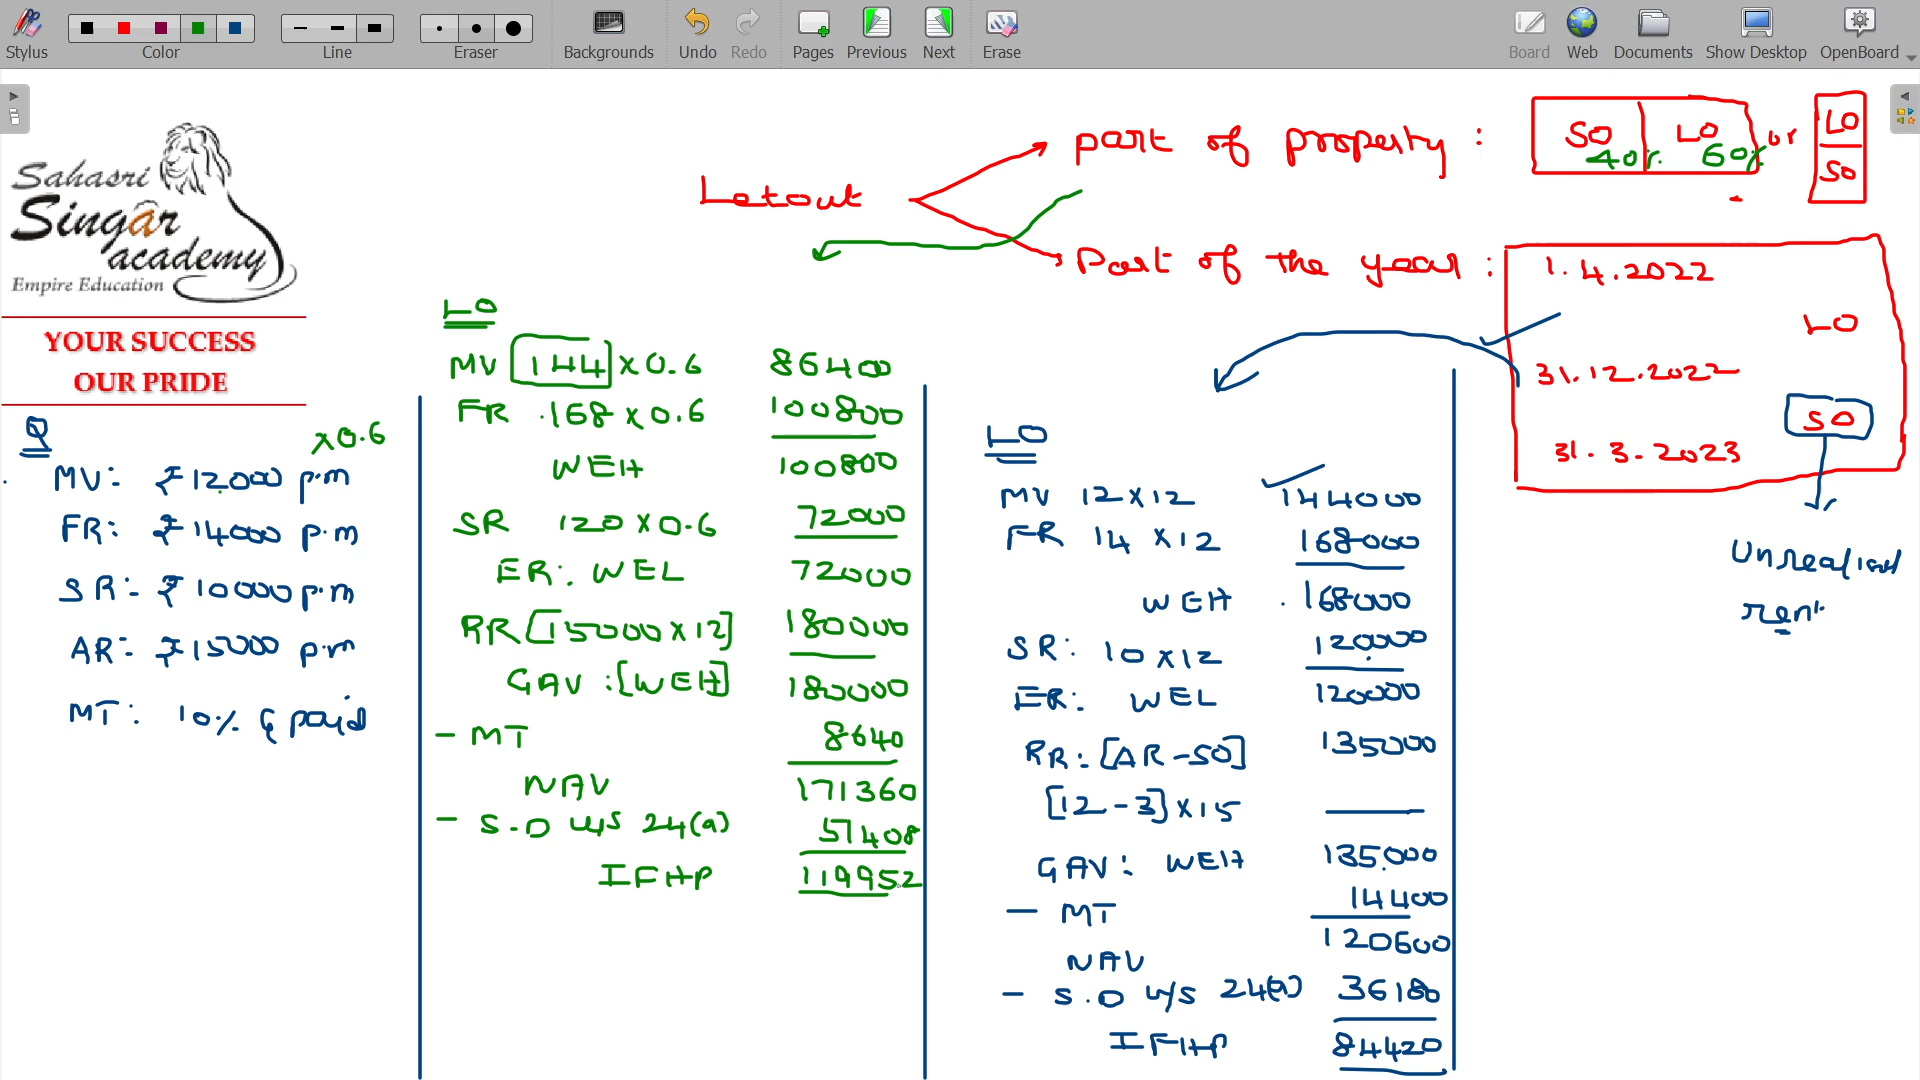 Stylus
Color
Line
Eraser
Backgrounds
Undo
Redo
Pages
Previous
Next
Erase
Board
Web
Documents
Show Desktop
OpenBoard
Sahasri
Singar
academy
Empire Education
YOUR SUCCESS
OUR PRIDE
Letout
part of property :
SO
40%.
LO
60%
or
LO
SO
Part of the year :
1.4.2022
LO
31.12.2022
SO
31.3.2023
Unrealised
rent
Q
x0.6
MV:- ₹12000 p.m
FR: ₹14000 p.m
SR:- ₹10000 p.m
AR:- ₹15000 p.m
MT: 10% & paid
LO
MV 144 x 0.6 86400
FR .168 x 0.6 100800
WEH 100800
SR 120 x 0.6 72000
ER: WEL 72000
RR [15000 x 12] 180000
GAV :[WEH] 180000
- MT 8640
NAV 171360
- S.D u/s 24(a) 51408
IFHP 119952
LO
MV 12 x 12 144000
FR 14 x 12 168000
WEH 168000
SR: 10 x 12 120000
ER: WEL 120000
RR: [AR - SO] 135000
[12 - 3] x 15
GAV: WEH 135000
- MT 14400
NAV 120600
- S.D u/s 24(a) 36180
IFHP 84420